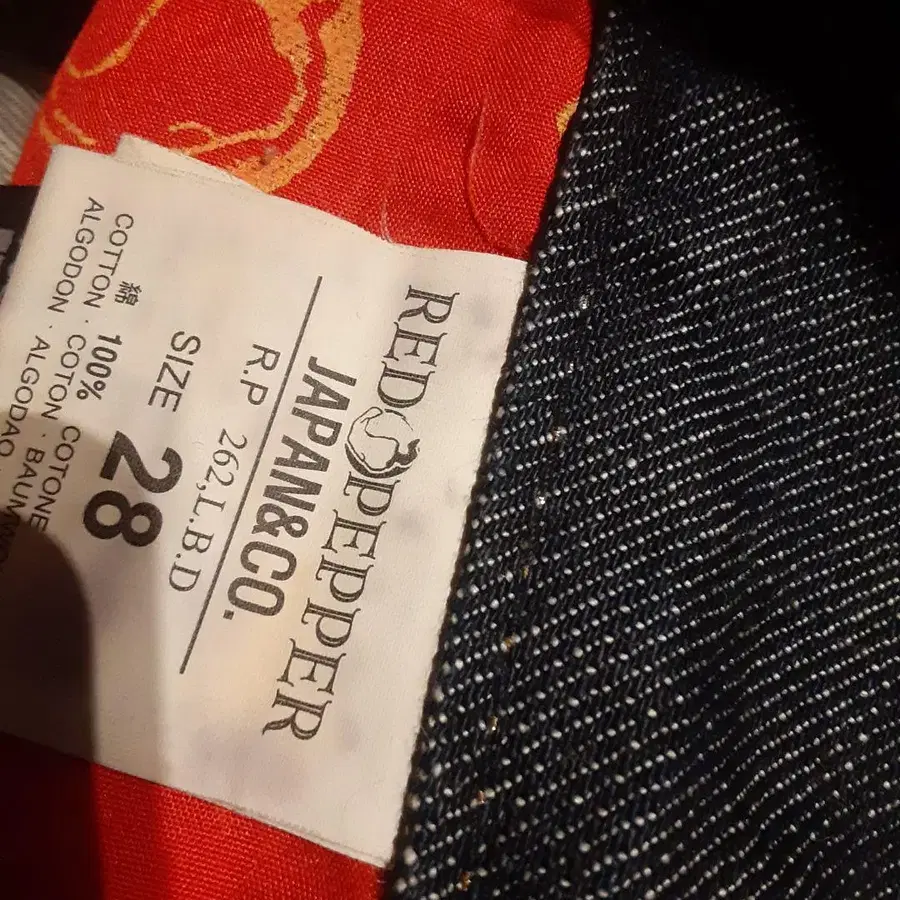 RED PEPPER
JAPAN&CO.
R.P 262,L.B.D
SIZE 28
綿 100%
COTTON · COTON · COTONE
ALGODON · ALGODAO ·